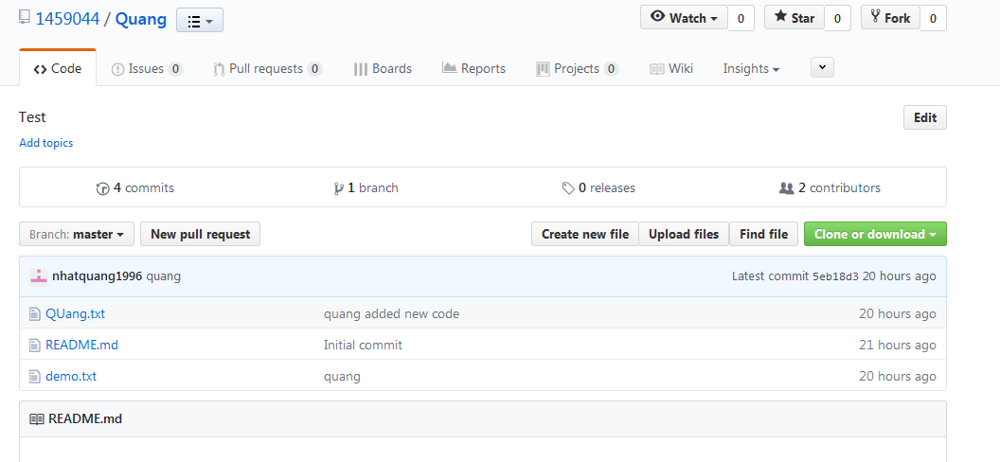 1459044 / Quang Watch 0 Star 0 Fork 0
Code Issues 0 Pull requests 0 Boards Reports Projects 0 Wiki Insights
Test Edit
Add topics
4 commits 1 branch 0 releases 2 contributors
Branch: master New pull request Create new file Upload files Find file Clone or download
nhatquang1996 quang Latest commit 5eb18d3 20 hours ago
QUang.txt quang added new code 20 hours ago
README.md Initial commit 21 hours ago
demo.txt quang 20 hours ago
README.md